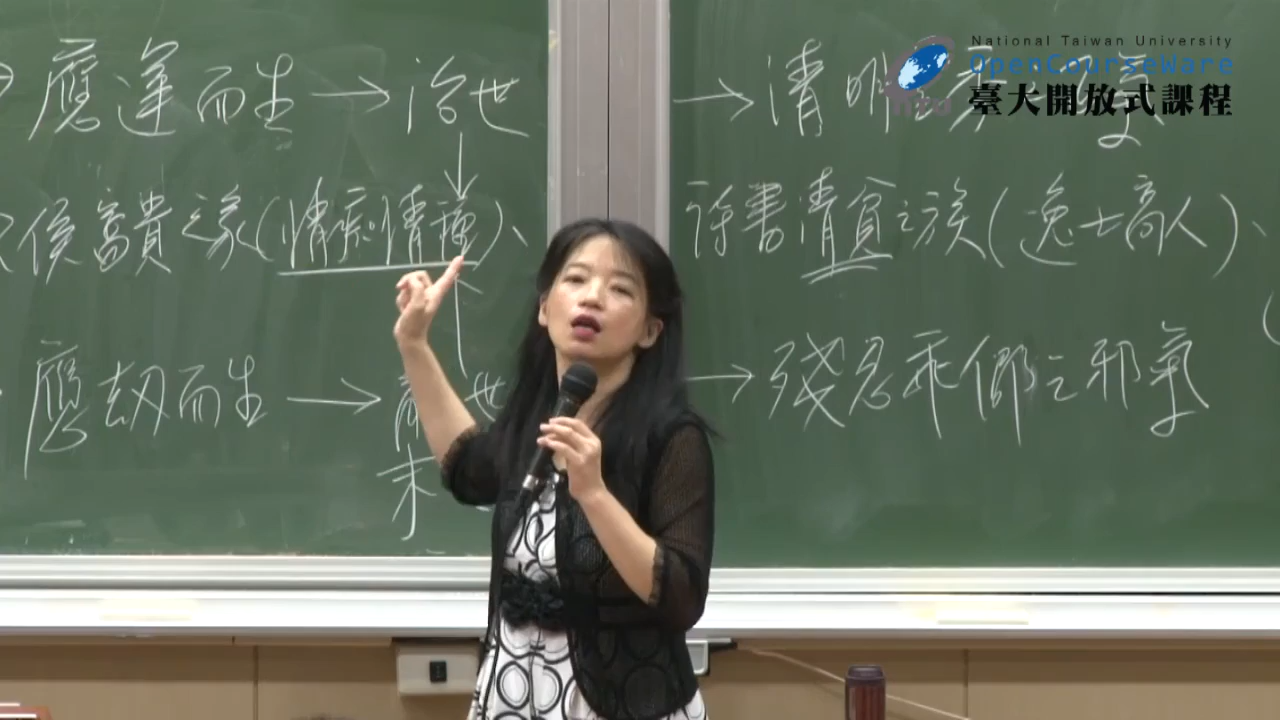 National Taiwan University
OpenCourseWare
臺大開放式課程
應運而生→治世→清明 之 氣
侯富貴之家(情痴情種)、詩書清貧之族(逸士高人)、
應劫而生→ 世→殘忍乖僻之邪氣
末